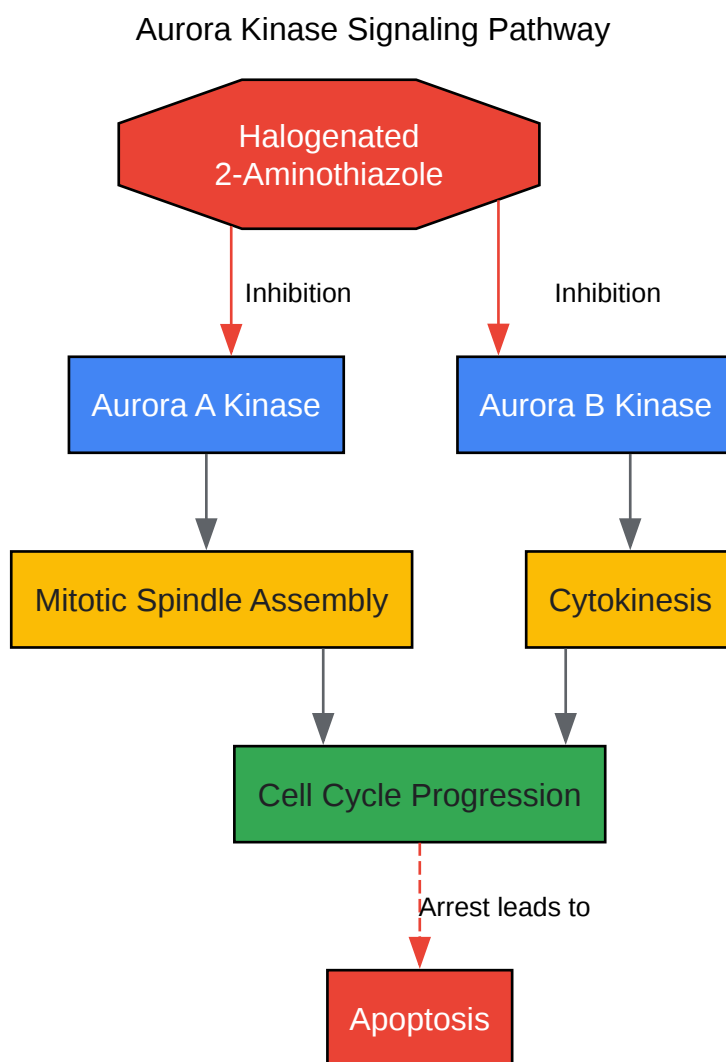 Aurora Kinase Signaling Pathway
Halogenated
2-Aminothiazole
Inhibition
Inhibition
Aurora A Kinase
Aurora B Kinase
Mitotic Spindle Assembly
Cytokinesis
Cell Cycle Progression
Arrest leads to
Apoptosis